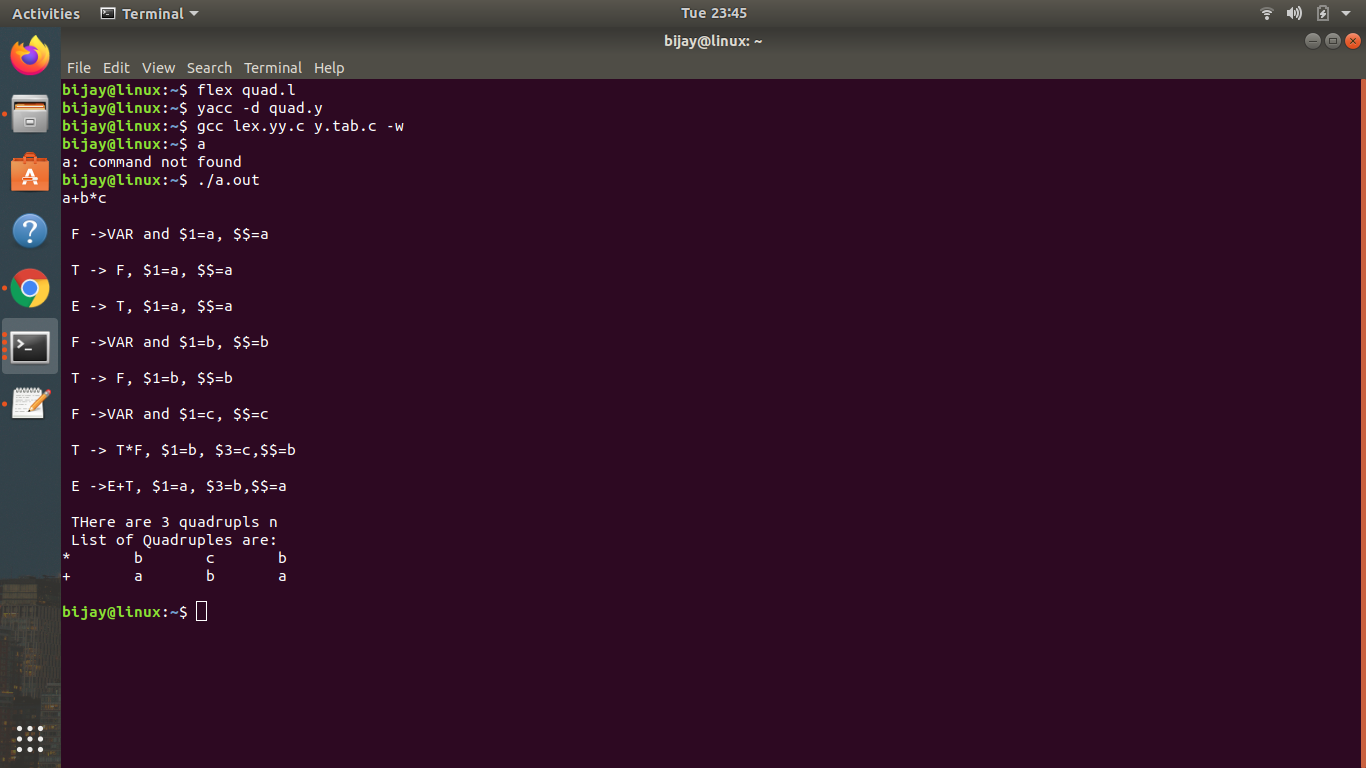 Activities Terminal Tue 23:45
bijay@linux: ~
File Edit View Search Terminal Help
bijay@linux:~$ flex quad.l
bijay@linux:~$ yacc -d quad.y
bijay@linux:~$ gcc lex.yy.c y.tab.c -w
bijay@linux:~$ a
a: command not found
bijay@linux:~$ ./a.out
a+b*c
F ->VAR and $1=a, $$=a
T -> F, $1=a, $$=a
E -> T, $1=a, $$=a
F ->VAR and $1=b, $$=b
T -> F, $1=b, $$=b
F ->VAR and $1=c, $$=c
T -> T*F, $1=b, $3=c,$$=b
E ->E+T, $1=a, $3=b,$$=a
THere are 3 quadrupls n
List of Quadruples are:
* b c b
+ a b a
bijay@linux:~$